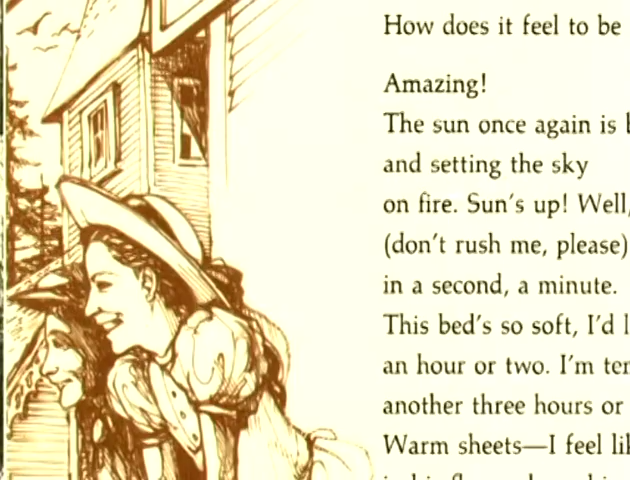 How does it feel to be
Amazing!
The sun once again is
and setting the sky
on fire. Sun's up! Well,
(don't rush me, please)
in a second, a minute.
This bed's so soft, I'd
an hour or two. I'm
another three hours or
Warm sheets—I feel